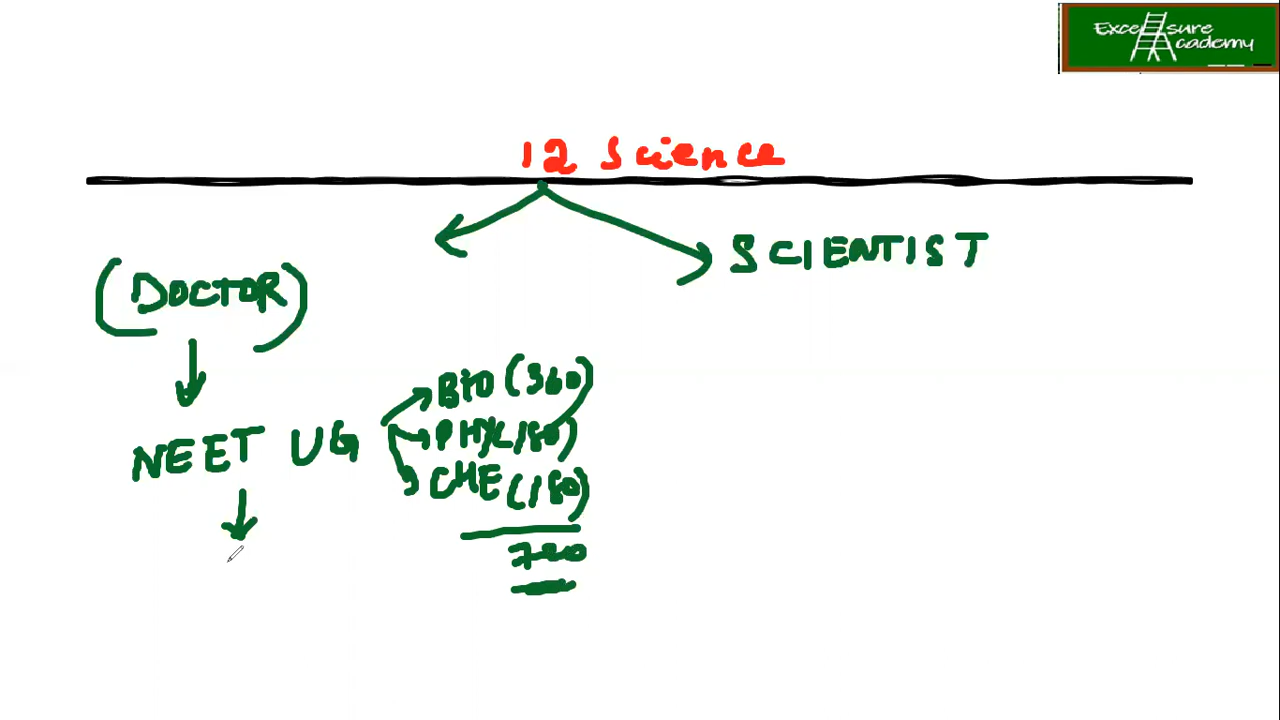 Excel sure
Academy
12 Science
SCIENTIST
(DOCTOR)
BIO (360)
NEET UG
PHY (180)
CHE (180)
720